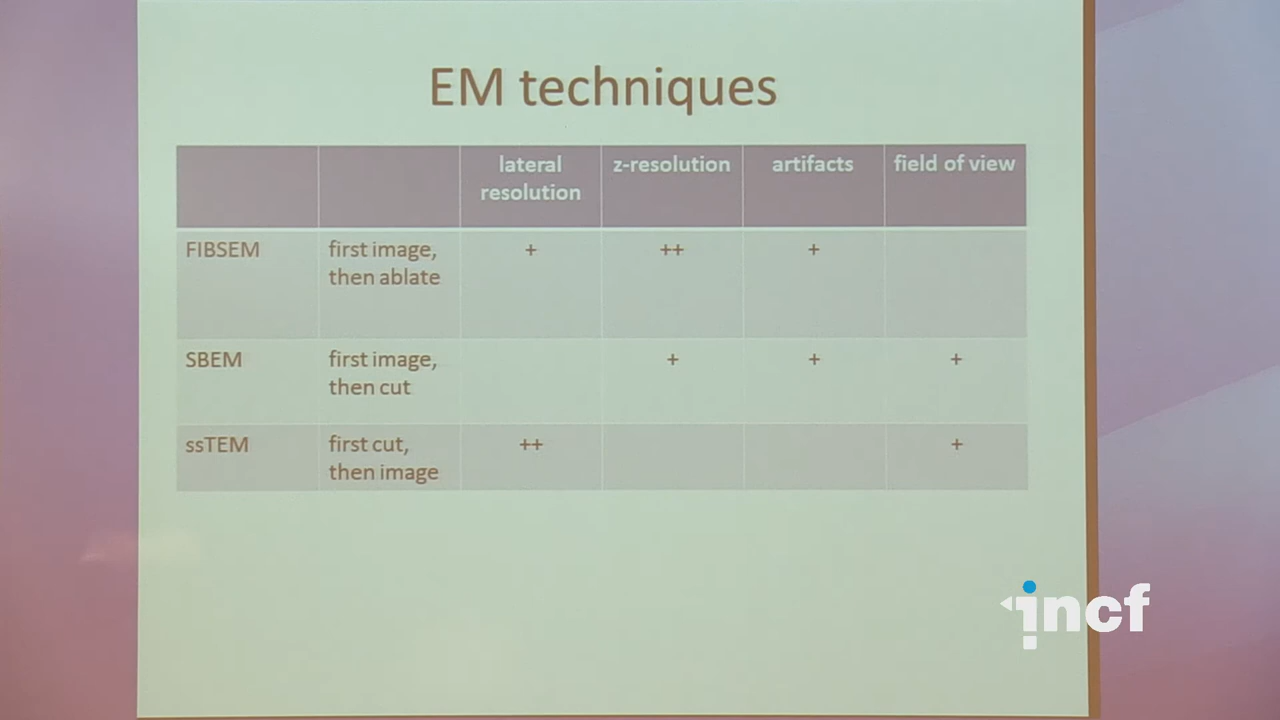 EM techniques
lateral resolution z-resolution artifacts field of view
FIBSEM first image, then ablate + ++ +
SBEM first image, then cut + + +
ssTEM first cut, then image ++ +
incf